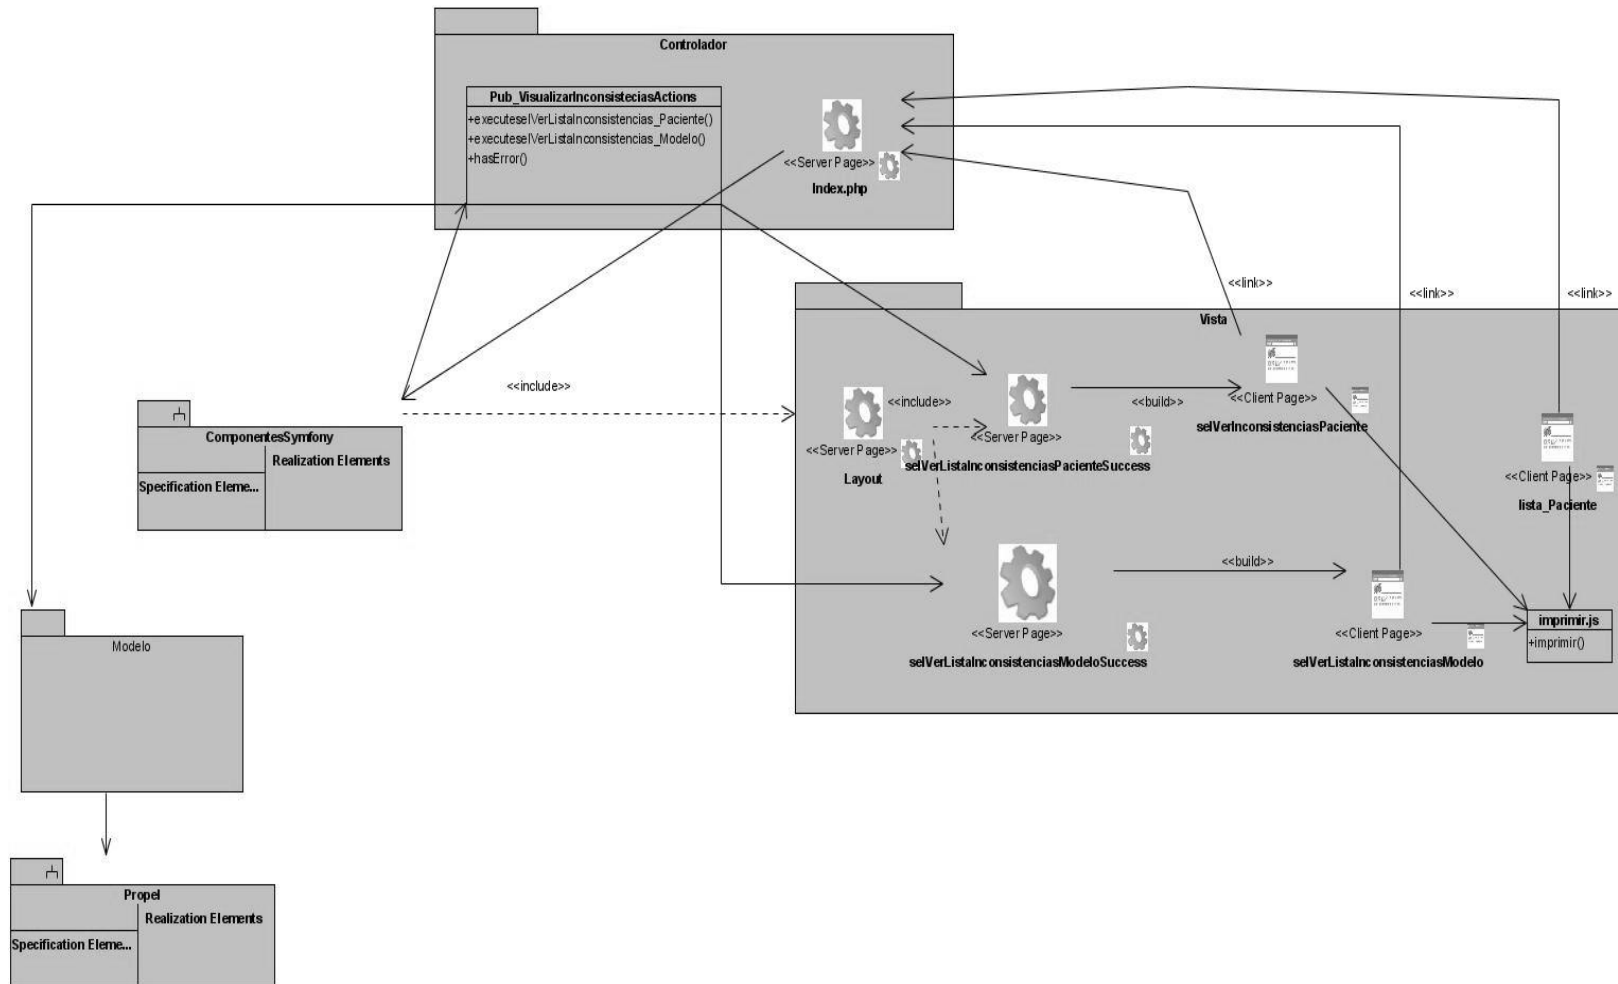 Controlador
Pub_VisualizarInconsisteciasActions
+executeselVerListaInconsistencias_Paciente()
+executeselVerListaInconsistencias_Modelo()
+hasError()
<<Server Page>>
Index.php
<<link>>
<<link>>
<<link>>
Vista
<<include>>
<<include>>
<<build>>
<<Client Page>>
selVerInconsistenciasPaciente
<<Server Page>>
selVerListaInconsistenciasPacienteSuccess
<<Server Page>>
Layout
<<Client Page>>
lista_Paciente
ComponentesSymfony
Realization Elements
Specification Eleme...
<<build>>
<<Server Page>>
selVerListaInconsistenciasModeloSuccess
<<Client Page>>
selVerListaInconsistenciasModelo
imprimir.js
+imprimir()
Modelo
Propel
Realization Elements
Specification Eleme...